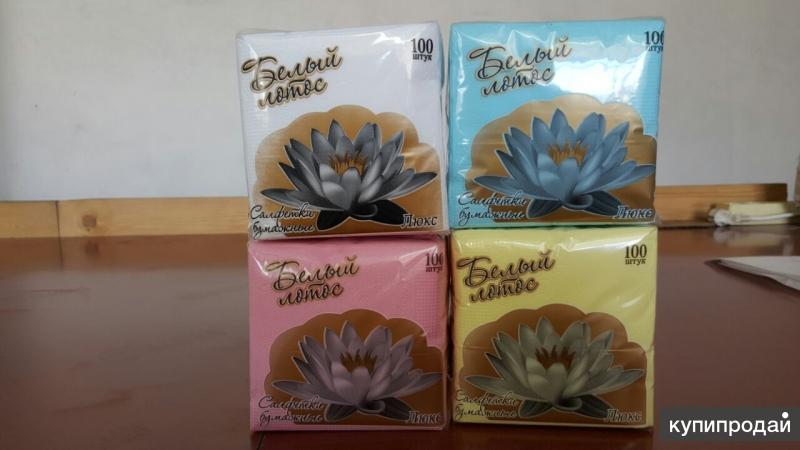 Белый
лотос
100
штук
Салфетки
бумажные
Люкс
Белый
лотос
100
штук
Салфетки
бумажные
Люкс
Белый
лотос
100
штук
Салфетки
бумажные
Люкс
Белый
лотос
100
штук
Салфетки
бумажные
Люкс
купипродай